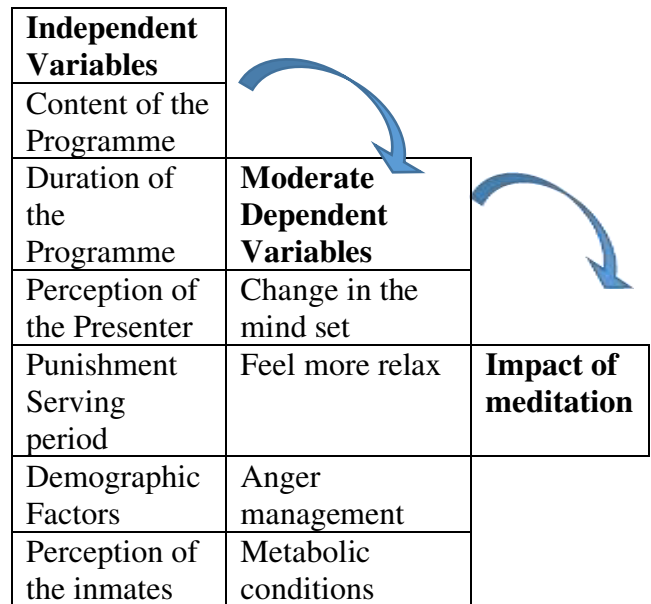 Independent
Variables
Content of the
Programme
Duration of
the
Programme
Moderate
Dependent
Variables
Perception of
the Presenter
Change in the
mind set
Punishment
Serving
period
Feel more relax
Impact of
meditation
Demographic
Factors
Anger
management
Perception of
the inmates
Metabolic
conditions